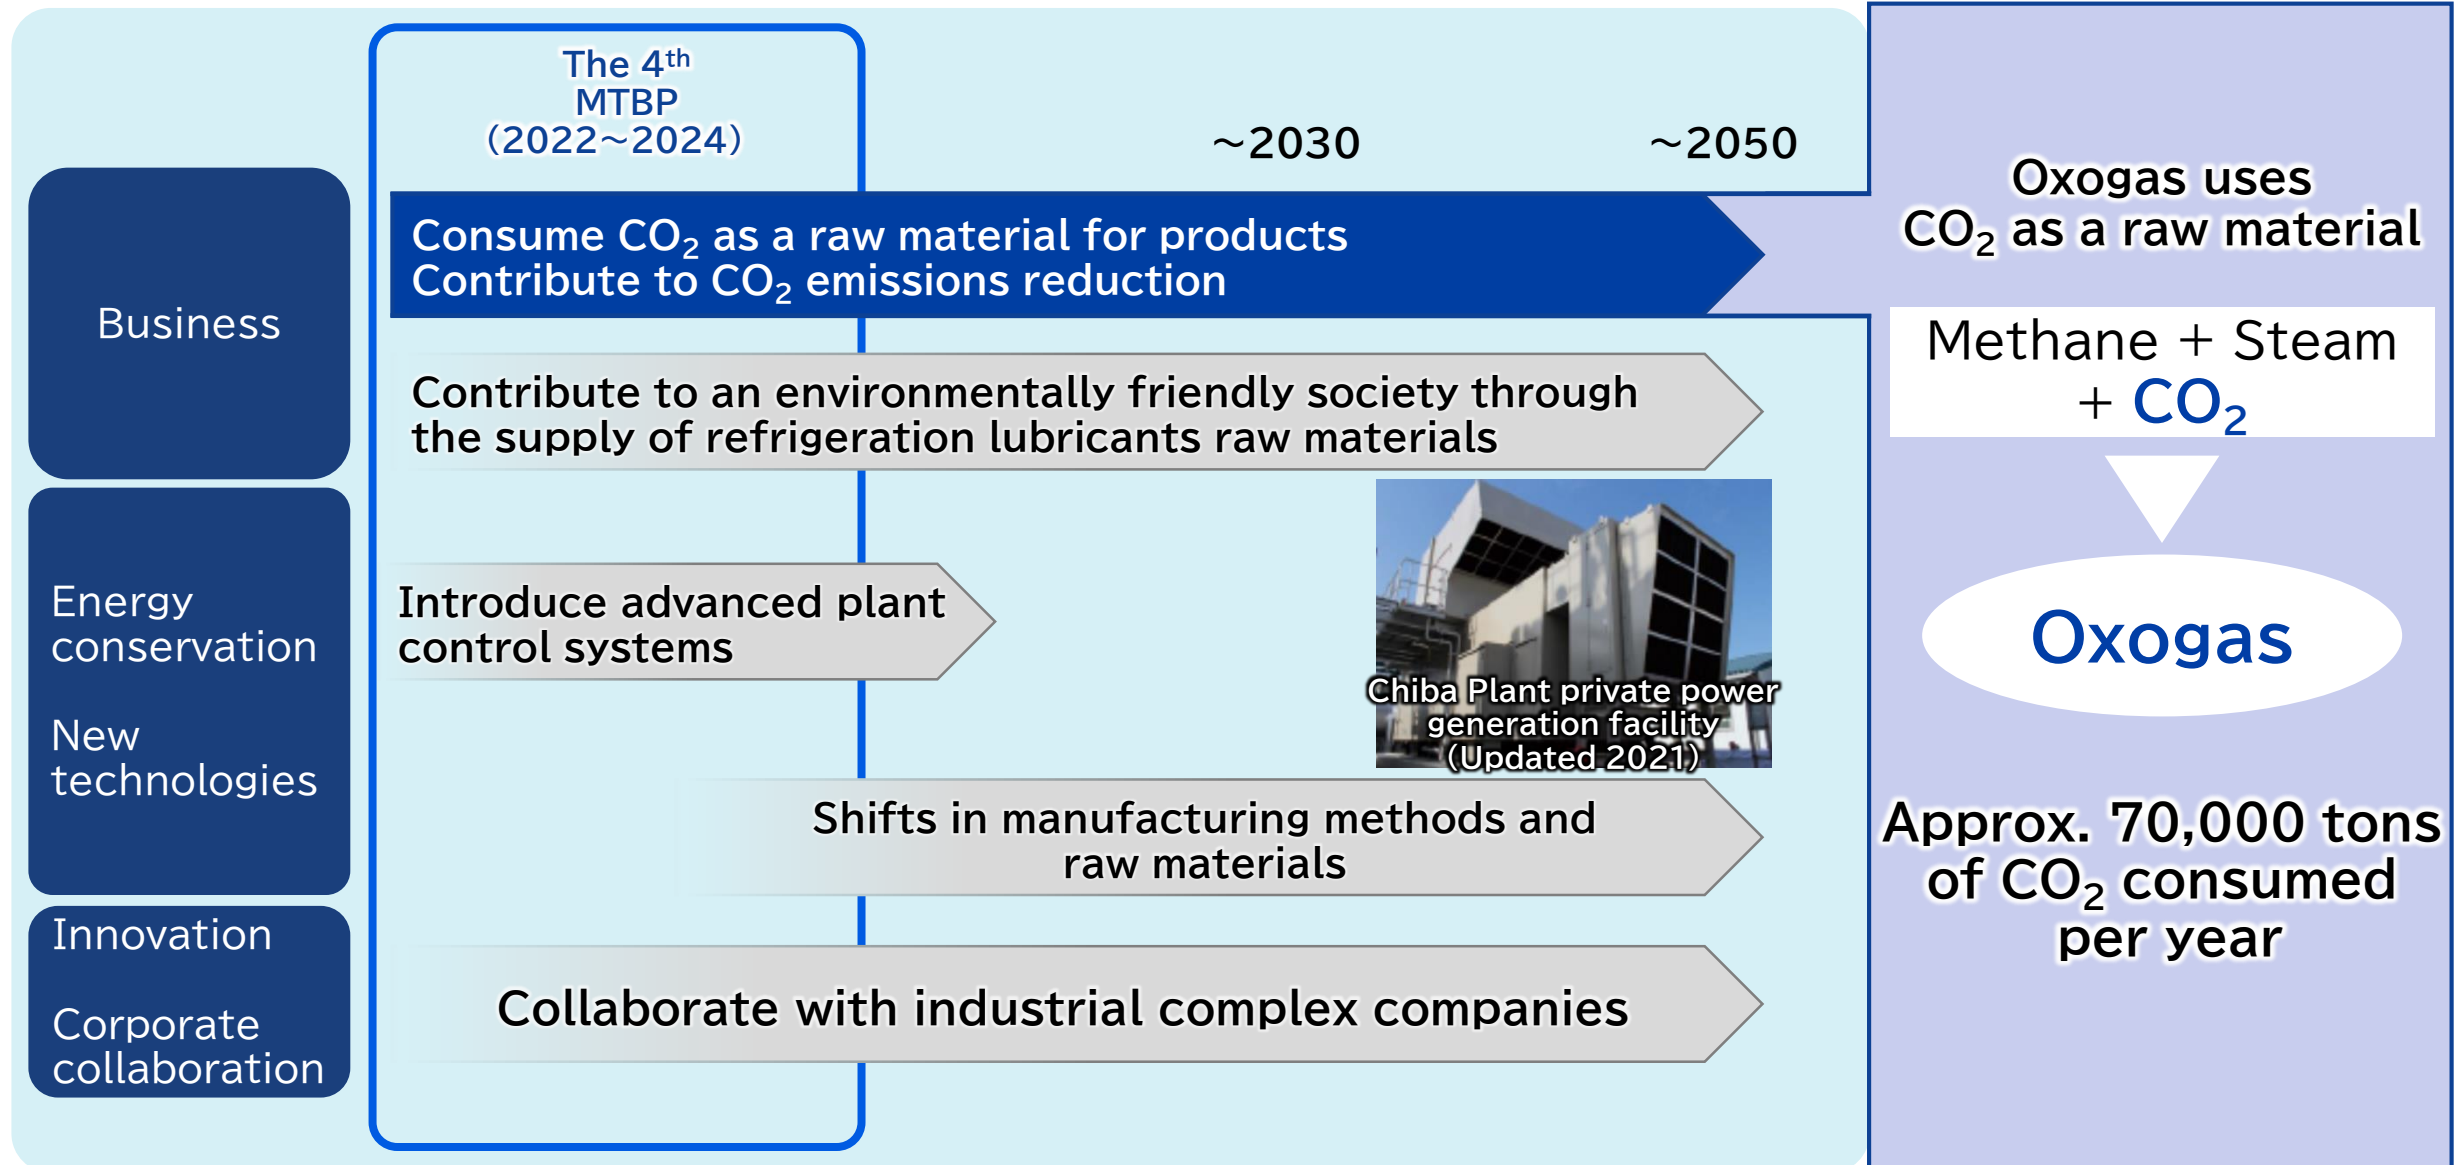 The 4th
MTBP
(2022~2024)
~2030
~2050
Business
Consume CO₂ as a raw material for products
Contribute to CO₂ emissions reduction
Contribute to an environmentally friendly society through
the supply of refrigeration lubricants raw materials
Energy
conservation
New
technologies
Introduce advanced plant
control systems
Chiba Plant private power
generation facility
(Updated 2021)
Shifts in manufacturing methods and
raw materials
Innovation
Corporate
collaboration
Collaborate with industrial complex companies
Oxogas uses
CO₂ as a raw material
Methane + Steam
+ CO₂
Oxogas
Approx. 70,000 tons
of CO₂ consumed
per year